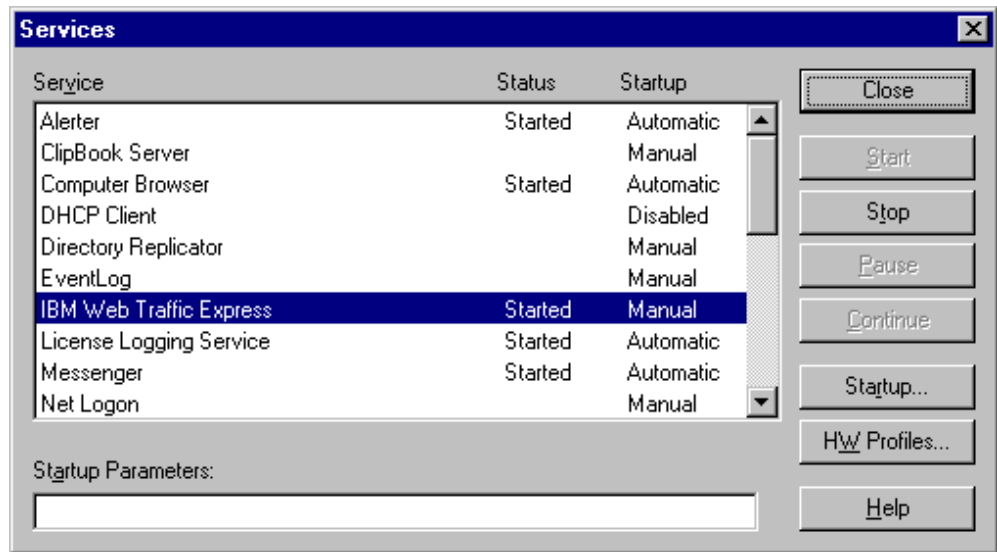 Services
Service Status Startup
Alerter Started Automatic
ClipBook Server Manual
Computer Browser Started Automatic
DHCP Client Disabled
Directory Replicator Manual
EventLog Manual
IBM Web Traffic Express Started Manual
License Logging Service Started Automatic
Messenger Started Automatic
Net Logon Manual
Startup Parameters:
Close
Start
Stop
Pause
Continue
Startup...
HW Profiles...
Help